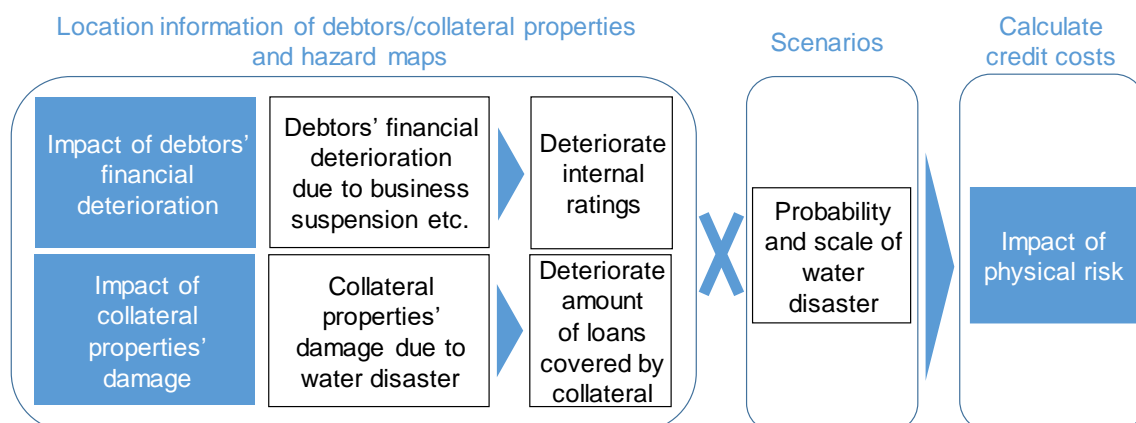 Location information of debtors/collateral properties
and hazard maps
Scenarios
Calculate
credit costs
Impact of debtors’
financial
deterioration
Debtors’ financial
deterioration
due to business
suspension etc.
Deteriorate
internal
ratings
Impact of
collateral
properties’
damage
Collateral
properties’
damage due to
water disaster
Deteriorate
amount
of loans
covered by
collateral
Probability
and scale of
water
disaster
Impact of
physical risk